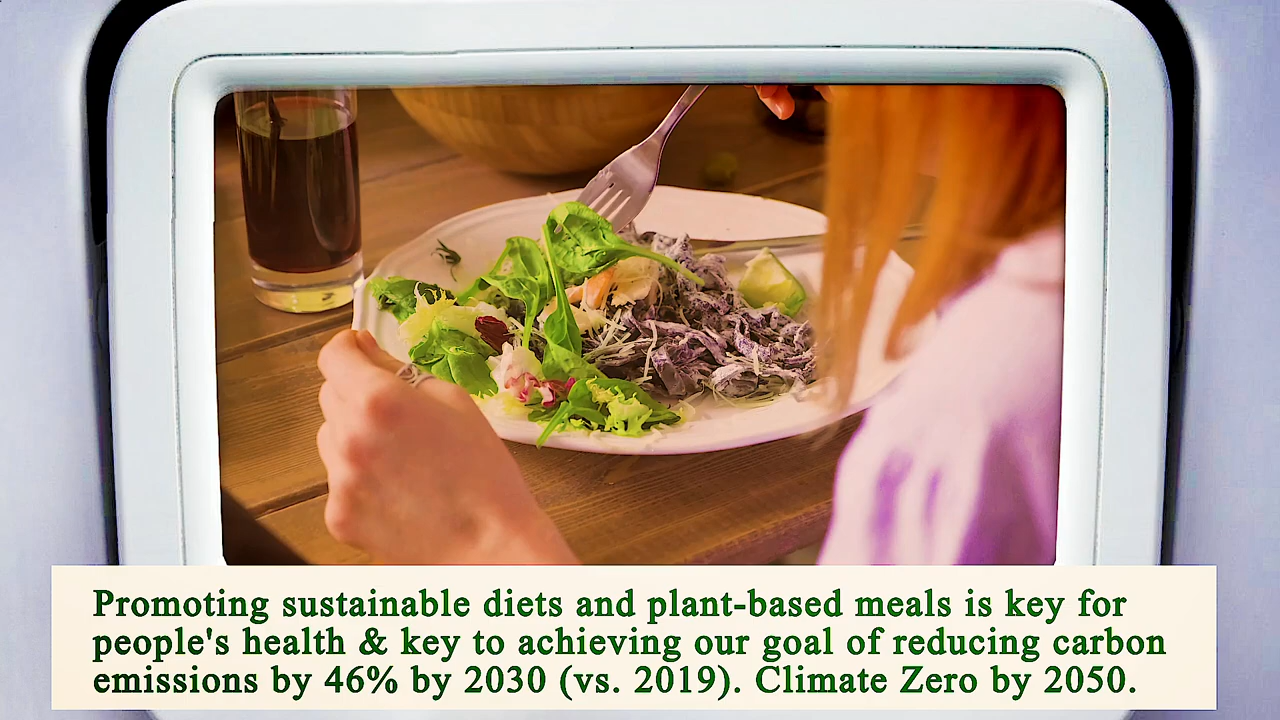 Promoting sustainable diets and plant-based meals is key for
people's health & key to achieving our goal of reducing carbon
emissions by 46% by 2030 (vs. 2019). Climate Zero by 2050.